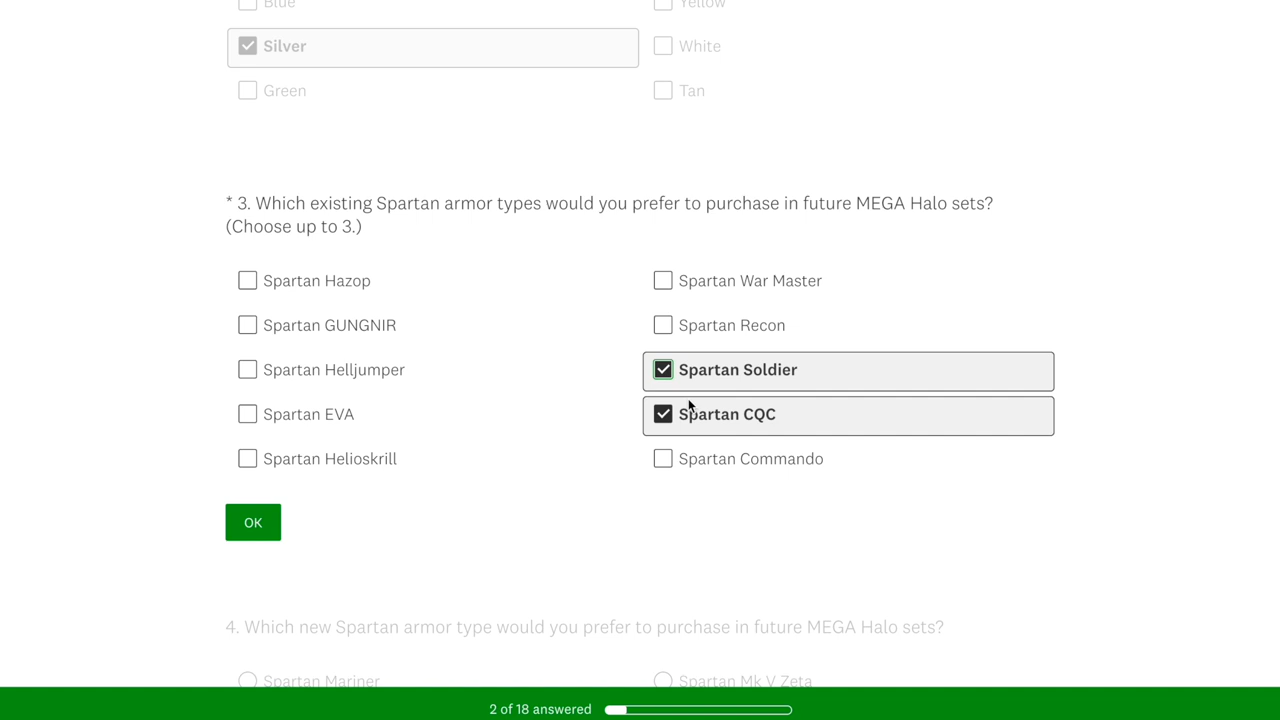 Blue
Yellow
Silver
White
Green
Tan
* 3. Which existing Spartan armor types would you prefer to purchase in future MEGA Halo sets?
(Choose up to 3.)
Spartan Hazop
Spartan War Master
Spartan GUNGNIR
Spartan Recon
Spartan Helljumper
Spartan Soldier
Spartan EVA
Spartan CQC
Spartan Helioskrill
Spartan Commando
OK
4. Which new Spartan armor type would you prefer to purchase in future MEGA Halo sets?
Spartan Mariner
Spartan Mk V Zeta
2 of 18 answered